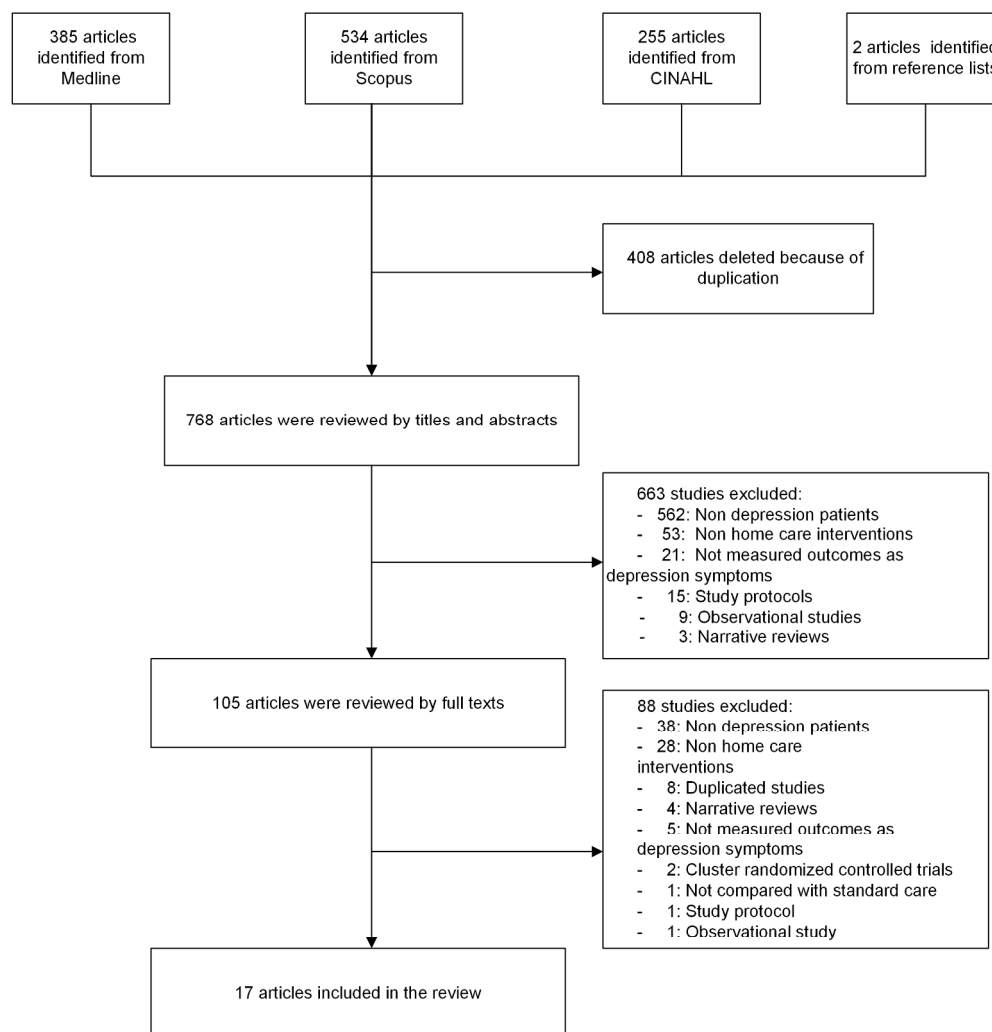 385 articles
identified from
Medline
534 articles
identified from
Scopus
255 articles
identified from
CINAHL
2 articles identified
from reference lists
408 articles deleted because of
duplication
768 articles were reviewed by titles and abstracts
663 studies excluded:
- 562: Non depression patients
- 53: Non home care interventions
- 21: Not measured outcomes as
depression symptoms
- 15: Study protocols
- 9: Observational studies
- 3: Narrative reviews
105 articles were reviewed by full texts
88 studies excluded:
- 38: Non depression patients
- 28: Non home care
interventions
- 8: Duplicated studies
- 4: Narrative reviews
- 5: Not measured outcomes as
depression symptoms
- 2: Cluster randomized controlled trials
- 1: Not compared with standard care
- 1: Study protocol
- 1: Observational study
17 articles included in the review